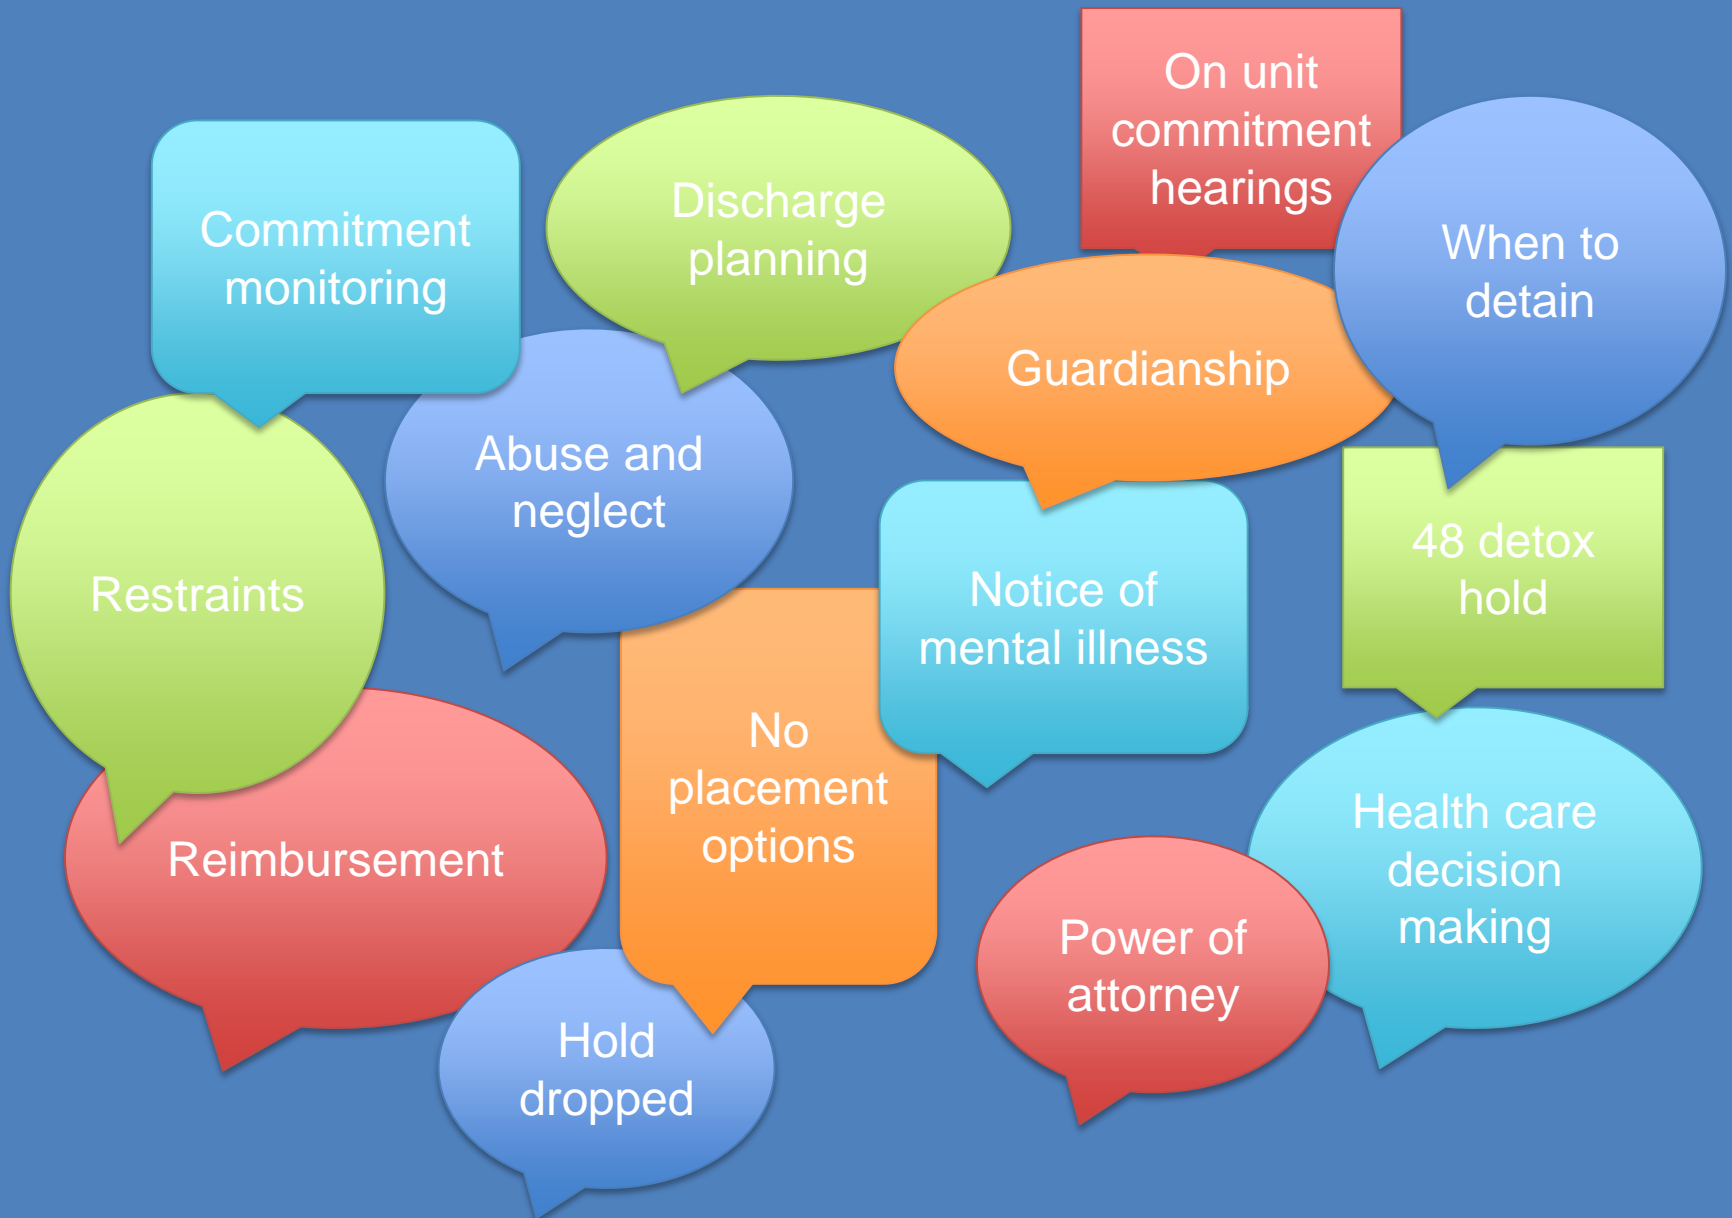 On unit
commitment
hearings
Commitment
monitoring
Discharge
planning
When to
detain
Guardianship
Abuse and
neglect
48 detox
hold
Restraints
Notice of
mental illness
No
placement
options
Health care
decision
making
Reimbursement
Power of
attorney
Hold
dropped